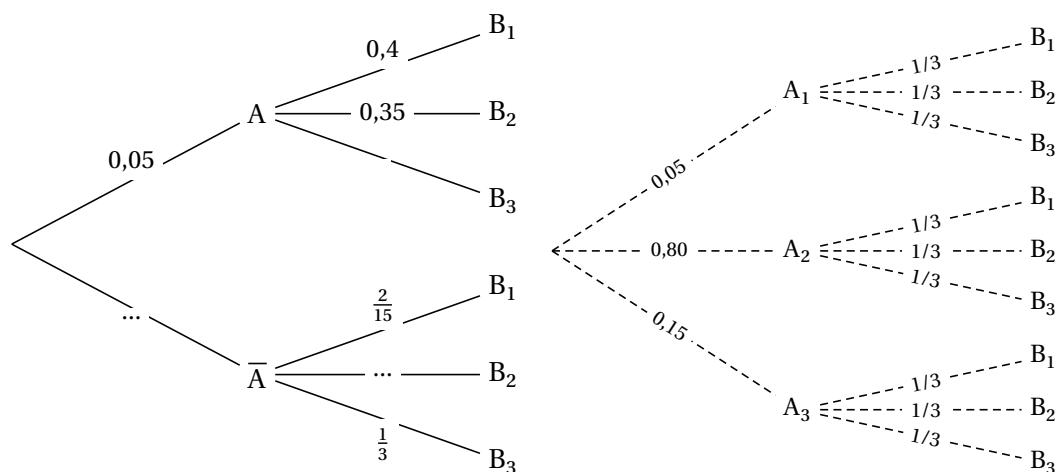 B₁
0,4
A
0,35
B₂
0,05
B₃
...
B₁
2/15
A̅
...
B₂
1/3
B₃
B₁
1/3
A₁
1/3
B₂
1/3
B₃
0,05
B₁
1/3
0,80
A₂
1/3
B₂
1/3
B₃
0,15
B₁
1/3
A₃
1/3
B₂
1/3
B₃